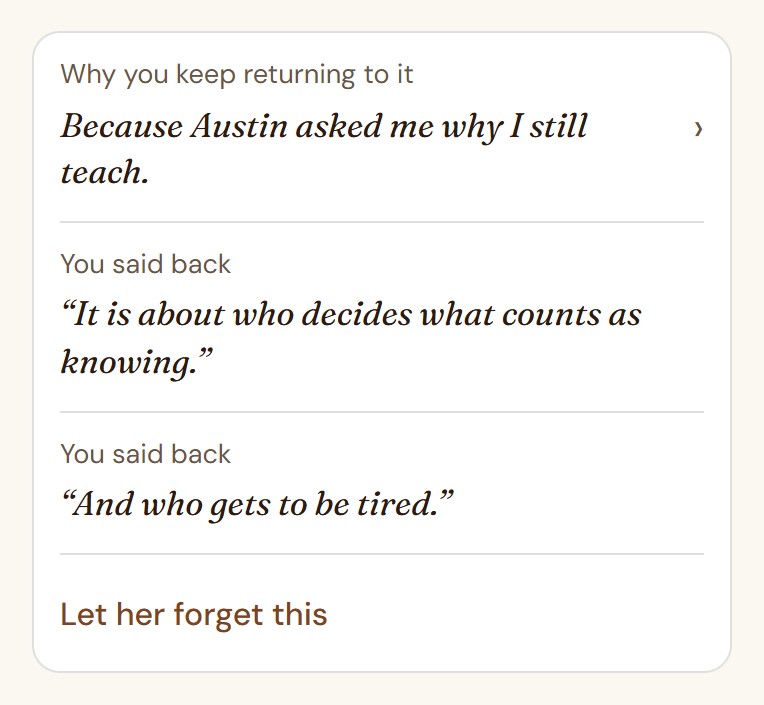 Why you keep returning to it
Because Austin asked me why I still ›
teach.
You said back
“It is about who decides what counts as
knowing.”
You said back
“And who gets to be tired.”
Let her forget this